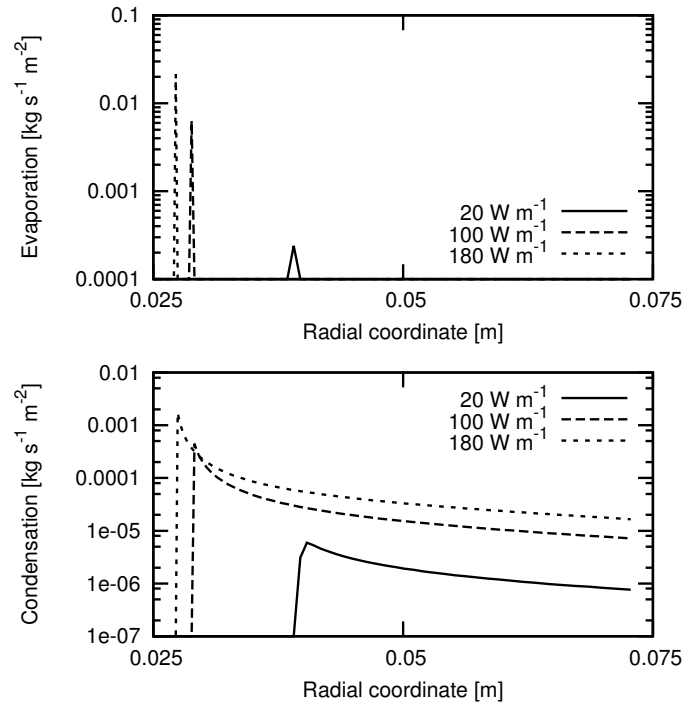 0.1
0.01
0.001
0.0001
Evaporation [kg s-1 m-2]
20 W m-1
100 W m-1
180 W m-1
0.025 0.05 0.075
Radial coordinate [m]
0.01
0.001
0.0001
1e-05
1e-06
1e-07
Condensation [kg s-1 m-2]
20 W m-1
100 W m-1
180 W m-1
0.025 0.05 0.075
Radial coordinate [m]